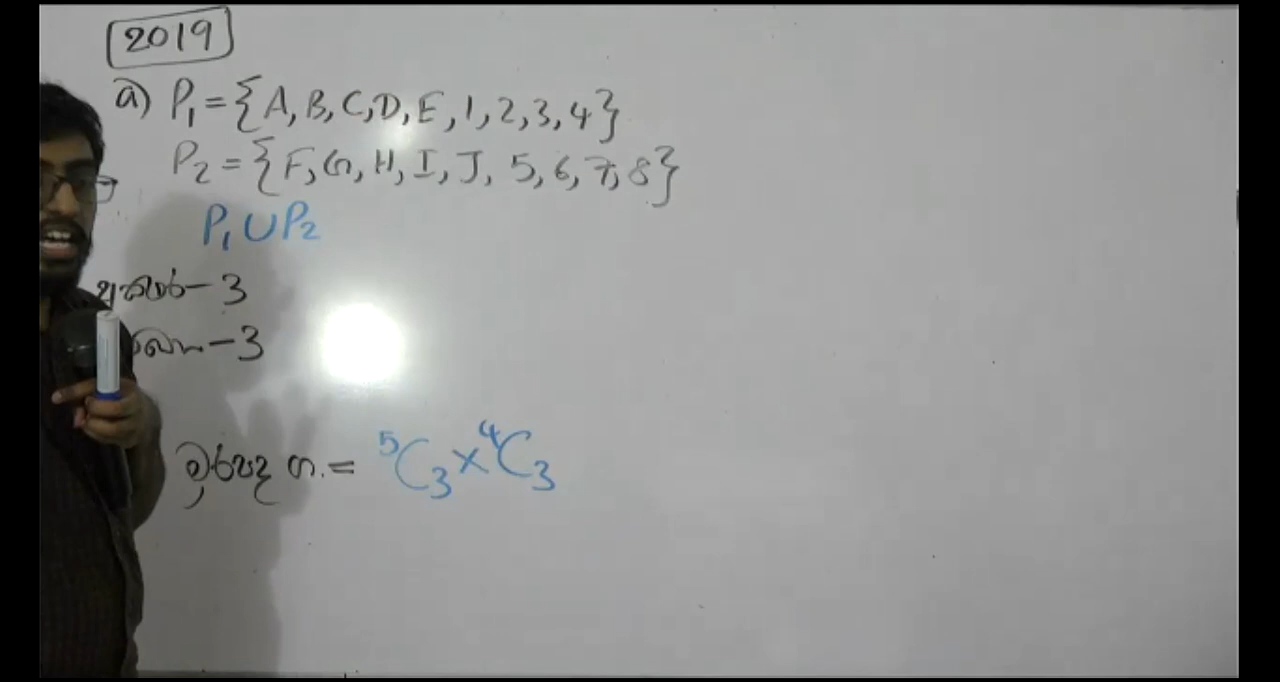 2019
a) P₁ = {A, B, C, D, E, 1, 2, 3, 4}
P₂ = {F, G, H, I, J, 5, 6, 7, 8}
P₁ ∪ P₂
- 3
- 3
= ⁵C₃ × ⁴C₃